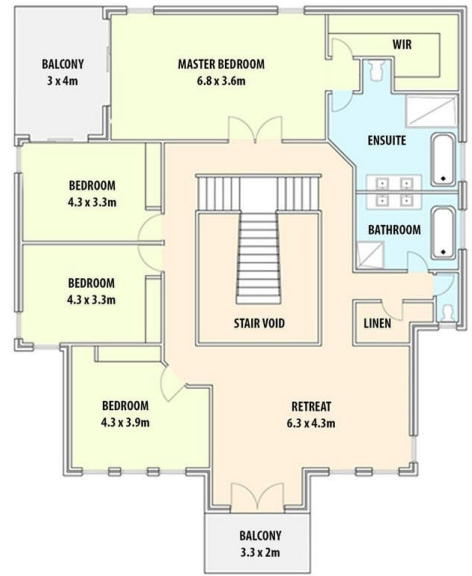 WIR
BALCONY
3 x 4m
MASTER BEDROOM
6.8 x 3.6m
ENSUITE
BEDROOM
4.3 x 3.3m
BATHROOM
BEDROOM
4.3 x 3.3m
STAIR VOID
LINEN
BEDROOM
4.3 x 3.9m
RETREAT
6.3 x 4.3m
BALCONY
3.3 x 2m